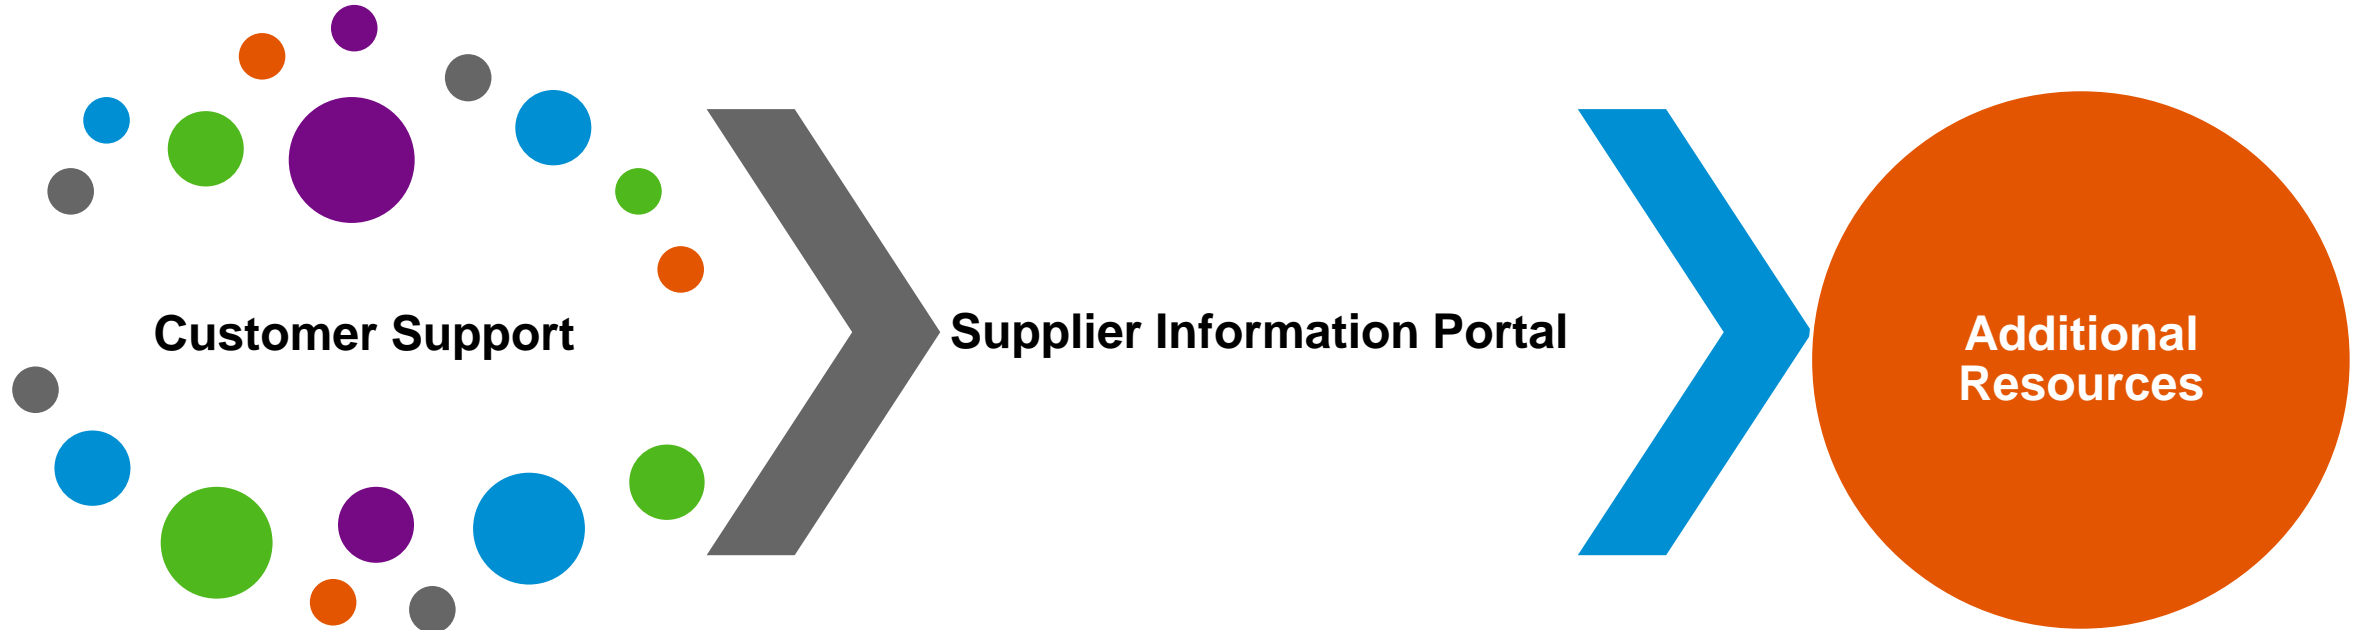 Customer Support
Supplier Information Portal
Additional
Resources